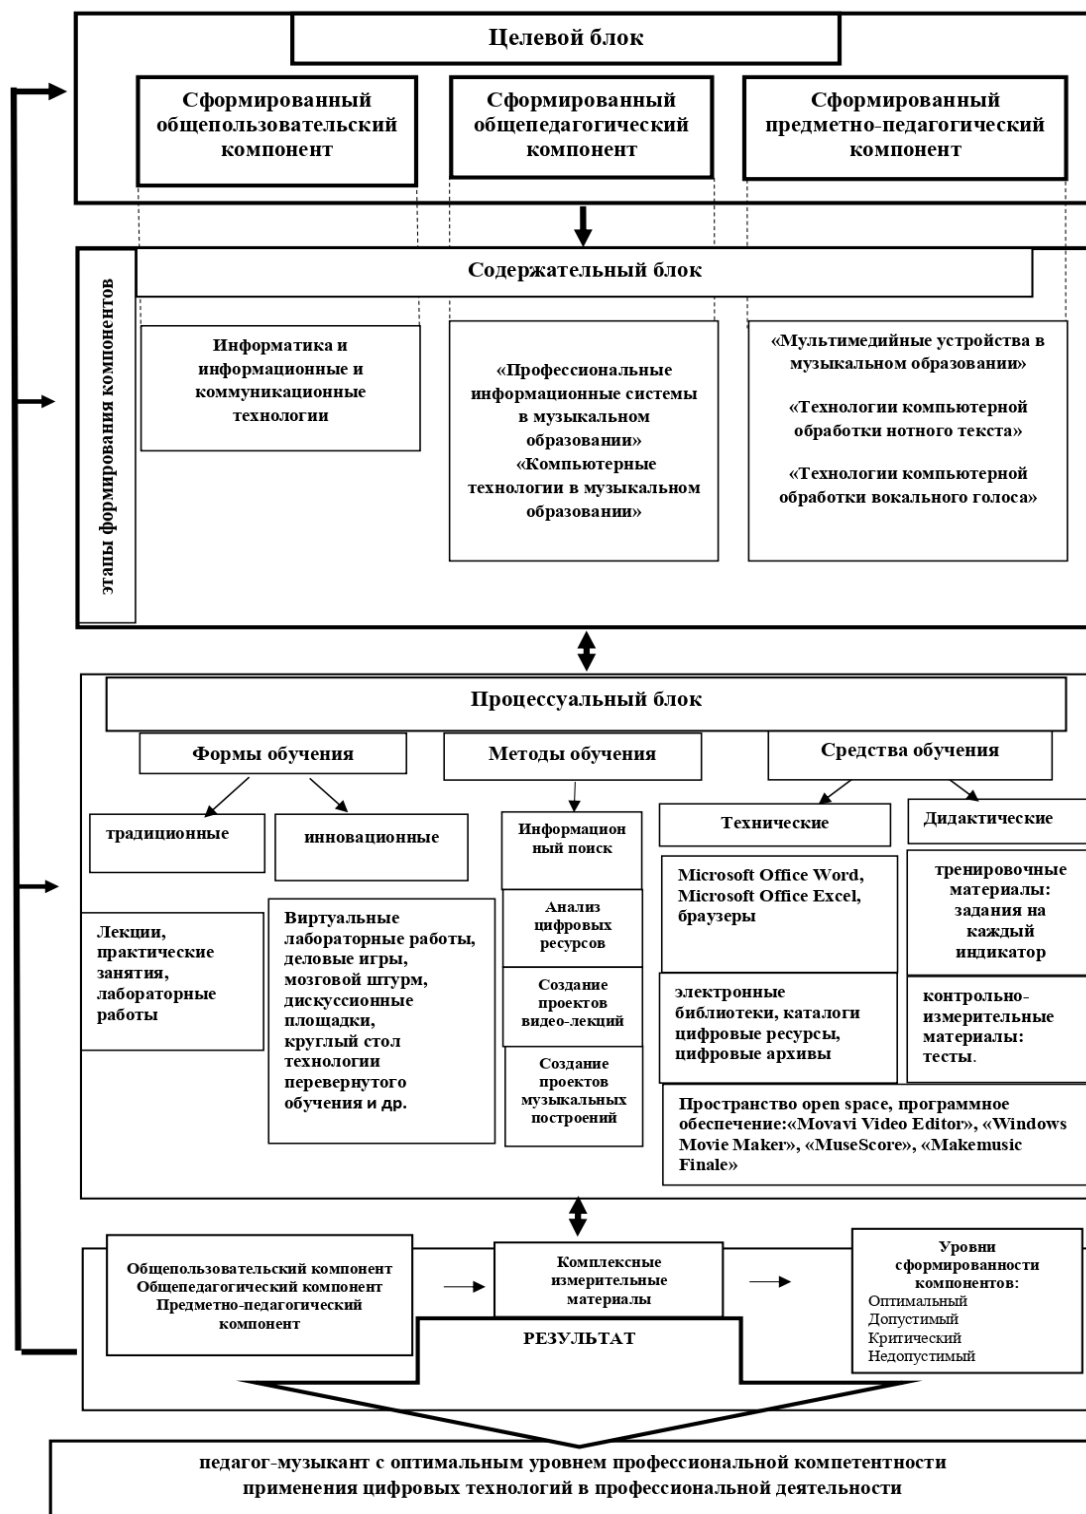 Целевой блок
Сформированный
общепользовательский
компонент
Сформированный
общепедагогический
компонент
Сформированный
предметно-педагогический
компонент
этапы формирования компонентов
Содержательный блок
Информатика и
информационные и
коммуникационные
технологии
«Профессиональные
информационные системы
в музыкальном
образовании»
«Компьютерные
технологии в музыкальном
образовании»
«Мультимедийные устройства в
музыкальном образовании»
«Технологии компьютерной
обработки нотного текста»
«Технологии компьютерной
обработки вокального голоса»
Процессуальный блок
Формы обучения
Методы обучения
Средства обучения
традиционные
инновационные
Информацион
ный поиск
Технические
Дидактические
Лекции,
практические
занятия,
лабораторные
работы
Виртуальные
лабораторные работы,
деловые игры,
мозговой штурм,
дискуссионные
площадки,
круглый стол
технологии
перевернутого
обучения и др.
Анализ
цифровых
ресурсов
Создание
проектов
видео-лекций
Создание
проектов
музыкальных
построений
Microsoft Office Word,
Microsoft Office Excel,
браузеры
электронные
библиотеки, каталоги
цифровые ресурсы,
цифровые архивы
тренировочные
материалы:
задания на
каждый
индикатор
контрольно-
измерительные
материалы:
тесты.
Пространство open space, программное
обеспечение:«Movavi Video Editor», «Windows
Movie Maker», «MuseScore», «Makemusic
Finale»
Общепользовательский компонент
Общепедагогический компонент
Предметно-педагогический
компонент
Комплексные
измерительные
материалы
Уровни
сформированности
компонентов:
Оптимальный
Допустимый
Критический
Недопустимый
РЕЗУЛЬТАТ
педагог-музыкант с оптимальным уровнем профессиональной компетентности
применения цифровых технологий в профессиональной деятельности